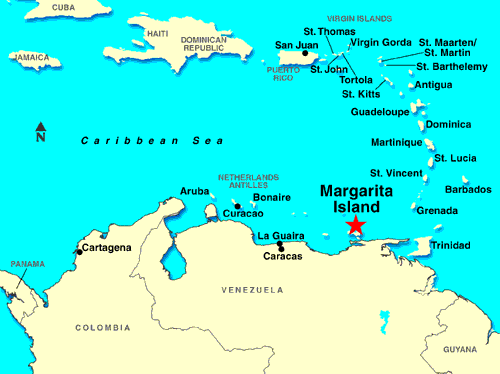 CUBA
VIRGIN ISLANDS
HAITI
DOMINICAN
REPUBLIC
St. Thomas
San Juan
Virgin Gorda
St. Maarten/
St. Martin
JAMAICA
St. Barthelemy
PUERTO
RICO
St. John
Tortola
St. Kitts
Antigua
Guadeloupe
N
Dominica
Caribbean Sea
Martinique
St. Lucia
NETHERLANDS
ANTILLES
St. Vincent
Aruba
Bonaire
Margarita
Island
Barbados
Curacao
Grenada
La Guaira
Cartagena
Caracas
Trinidad
PANAMA
VENEZUELA
COLOMBIA
GUYANA